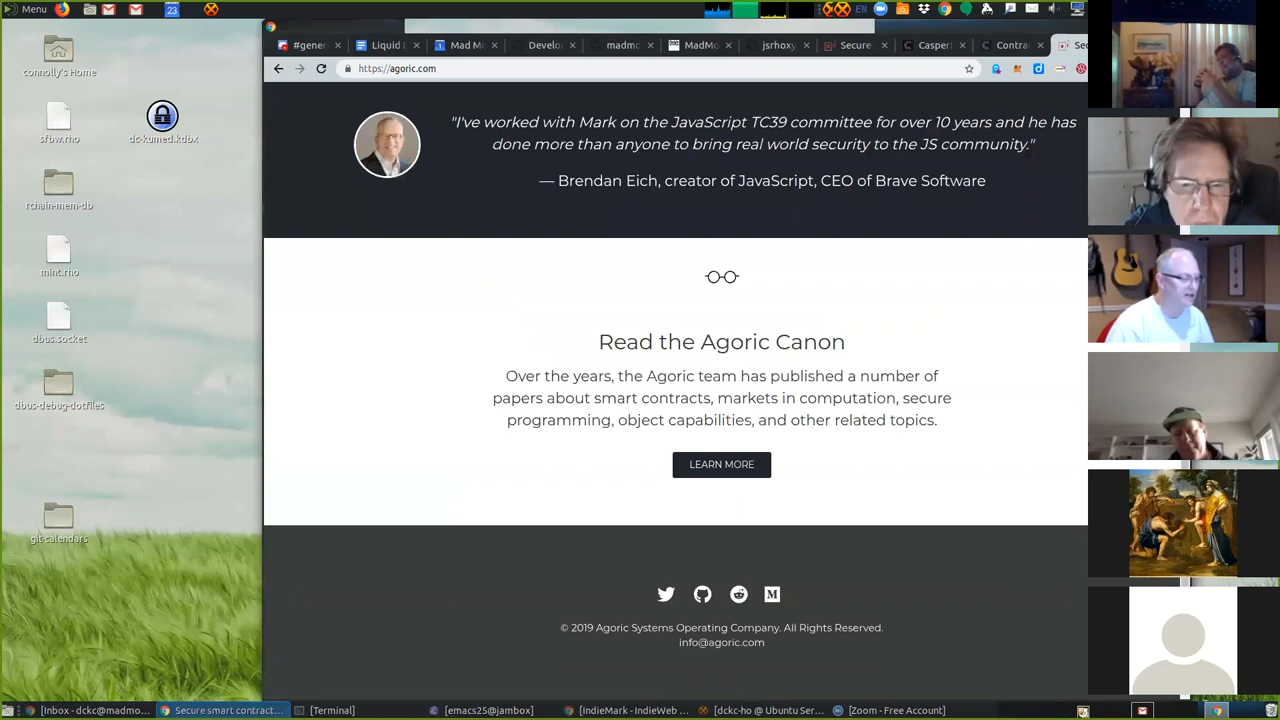 Menu
23
EN
connolly's Home
sfbw.rho
dc-kumed.kdbx
rchain-mem-db
mint.rho
dbus.socket
dbus-debug-dotfiles
git-calendars
#gener
Liquid
Mad M
Develo
madmc
MadMo
jsrhoxy
Secure
Casperl
Contrac
Sec
https://agoric.com
"I've worked with Mark on the JavaScript TC39 committee for over 10 years and he has
done more than anyone to bring real world security to the JS community."
— Brendan Eich, creator of JavaScript, CEO of Brave Software
Read the Agoric Canon
Over the years, the Agoric team has published a number of
papers about smart contracts, markets in computation, secure
programming, object capabilities, and other related topics.
LEARN MORE
© 2019 Agoric Systems Operating Company. All Rights Reserved.
info@agoric.com
[Inbox - dckc@madmo...
Secure smart contract...
[Terminal]
[emacs25@jambox]
[IndieMark - IndieWeb ...
[dckc-ho @ Ubuntu Ser...
[Zoom - Free Account]